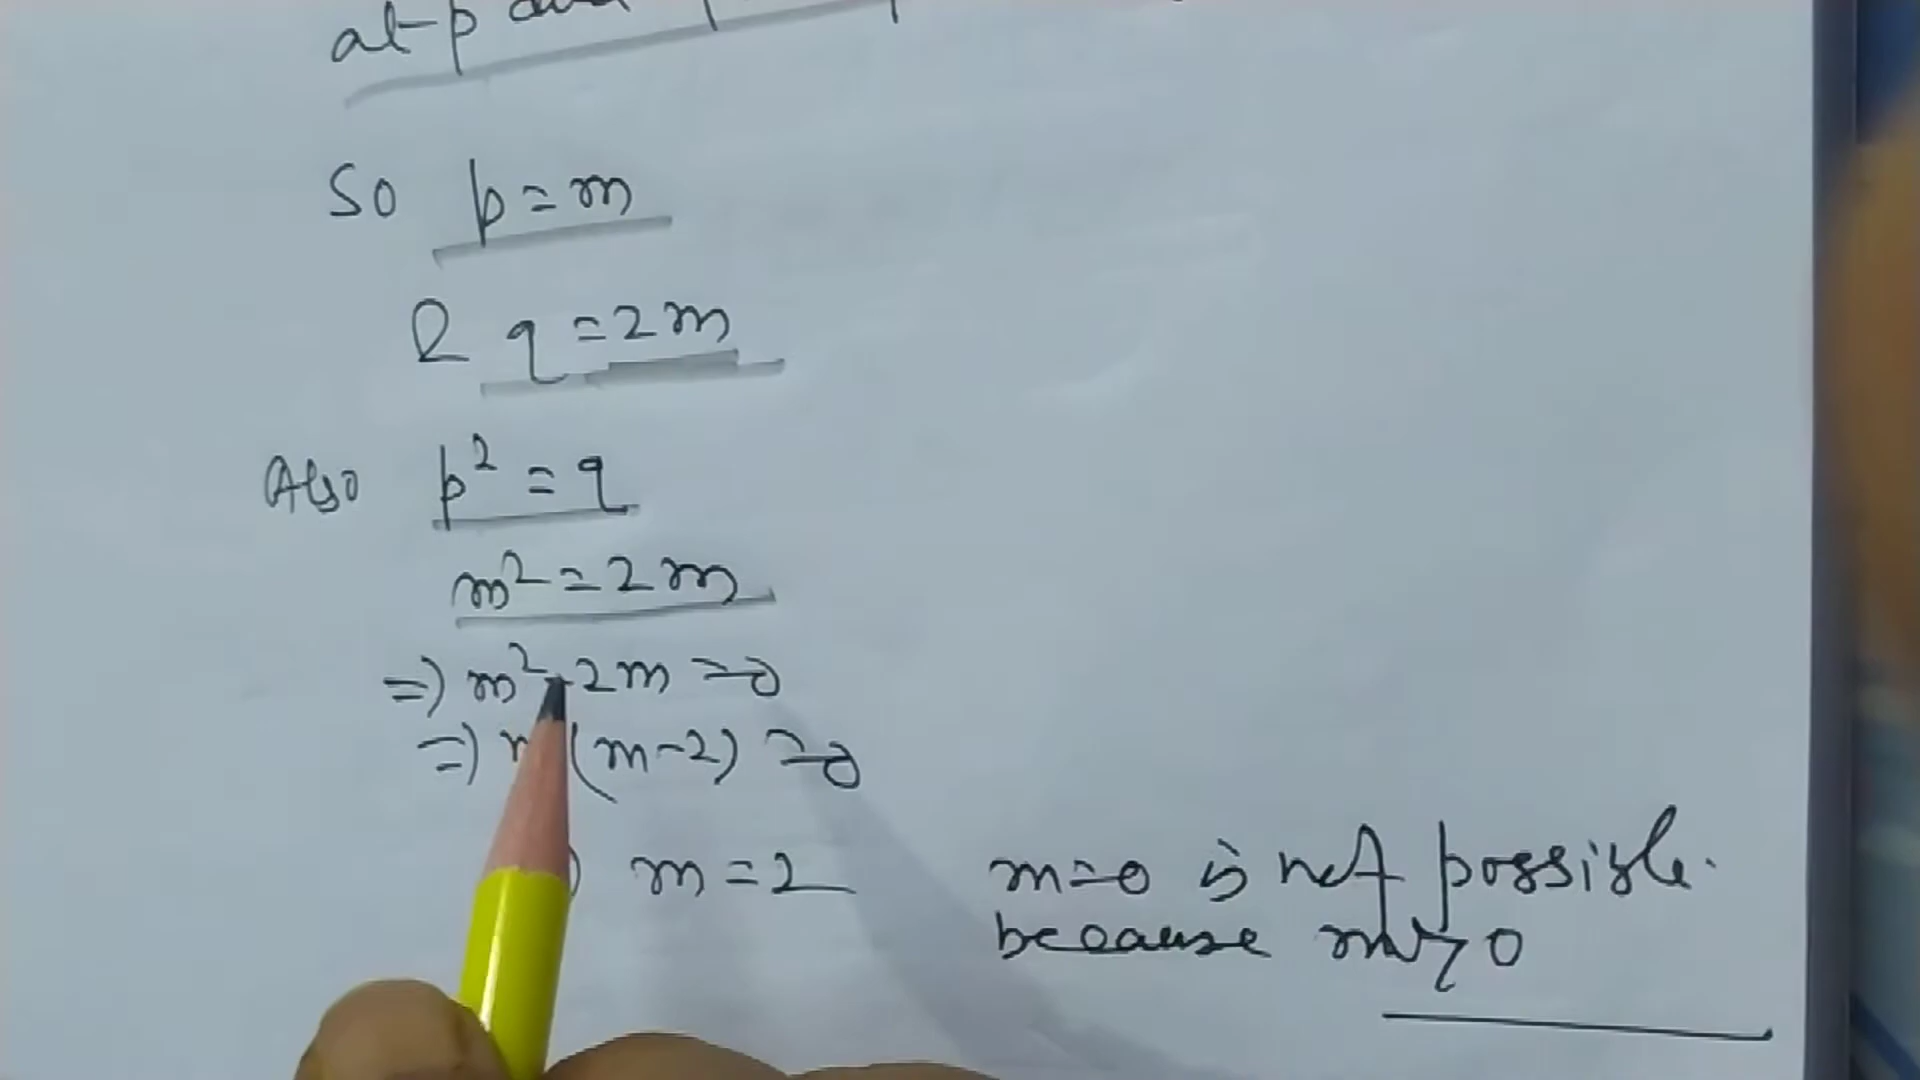 at p and
So p=m
& q=2m
Also p²=q
m²=2m
=) m²-2m=0
=) m(m-2)=0
=) m=2 m=0 is not possible.
because m>0